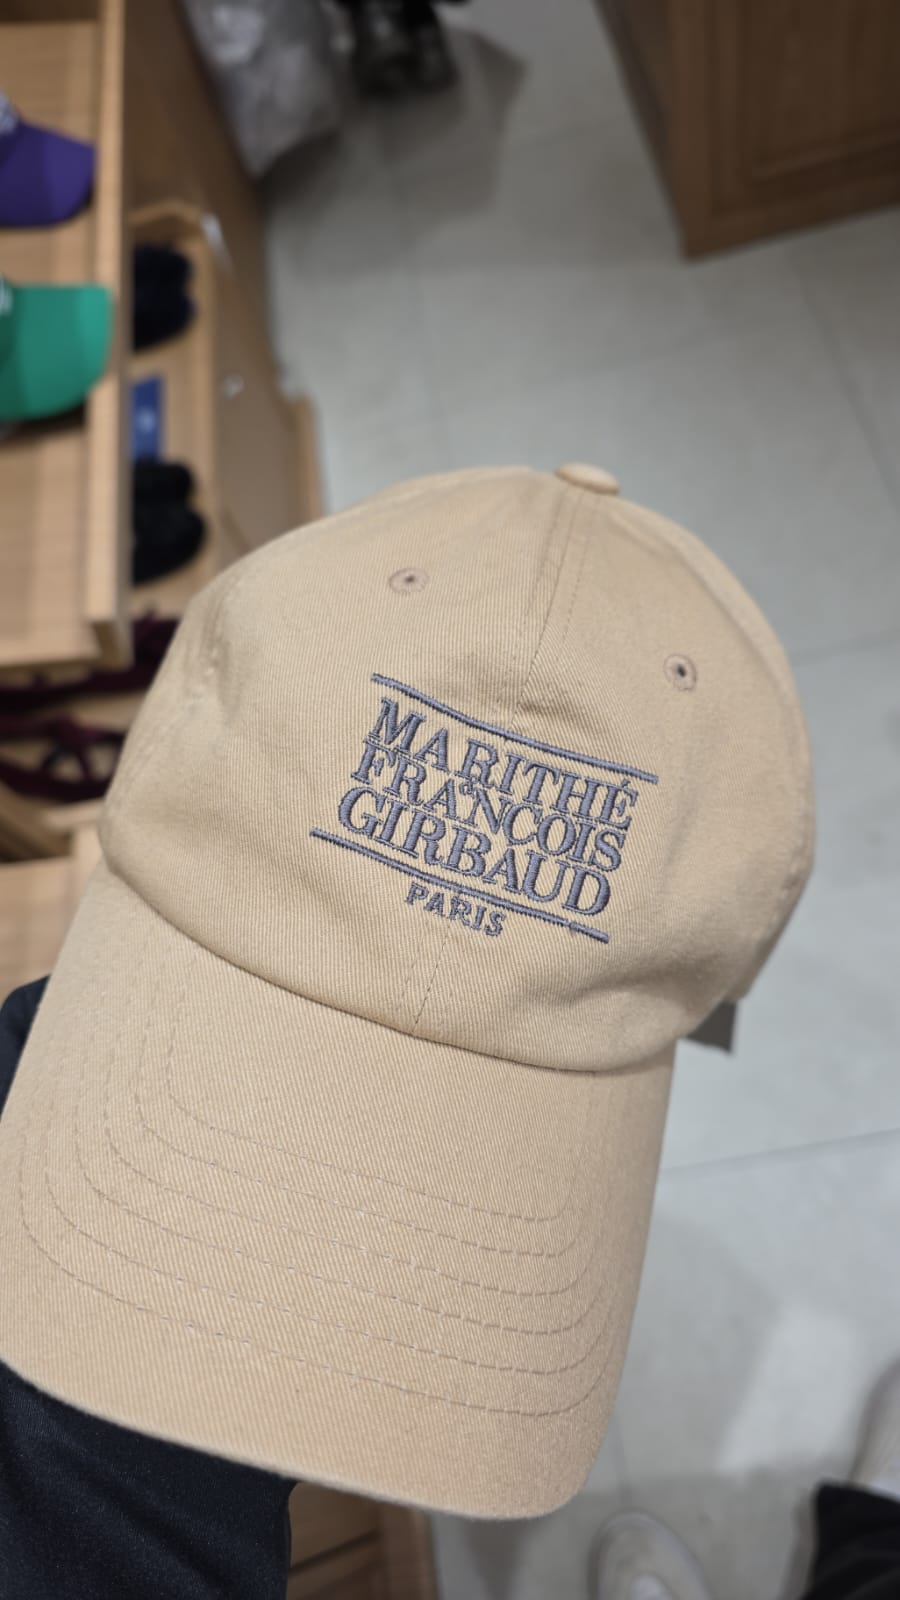 MARITHÉ
FRANÇOIS
&
GIRBAUD
PARIS